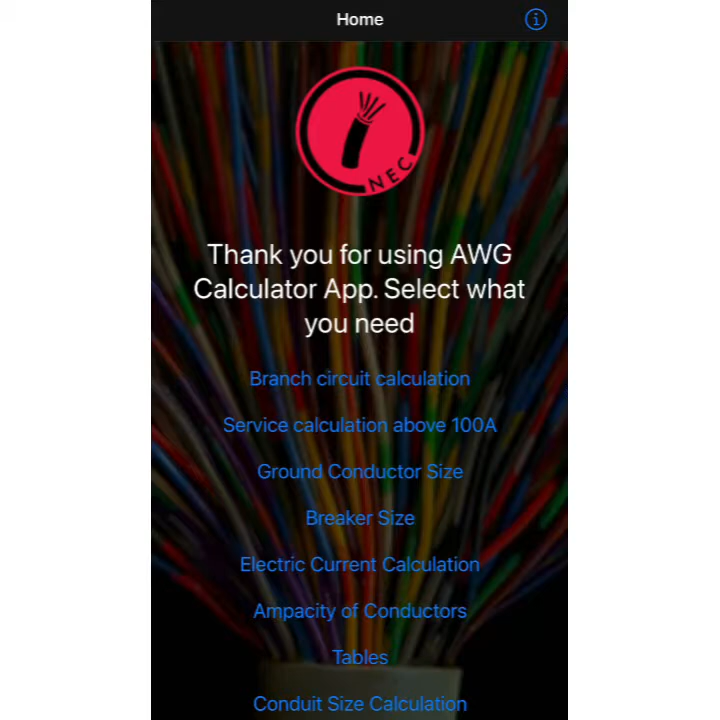 Home
NEC
Thank you for using AWG
Calculator App. Select what
you need
Branch circuit calculation
Service calculation above 100A
Ground Conductor Size
Breaker Size
Electric Current Calculation
Ampacity of Conductors
Tables
Conduit Size Calculation